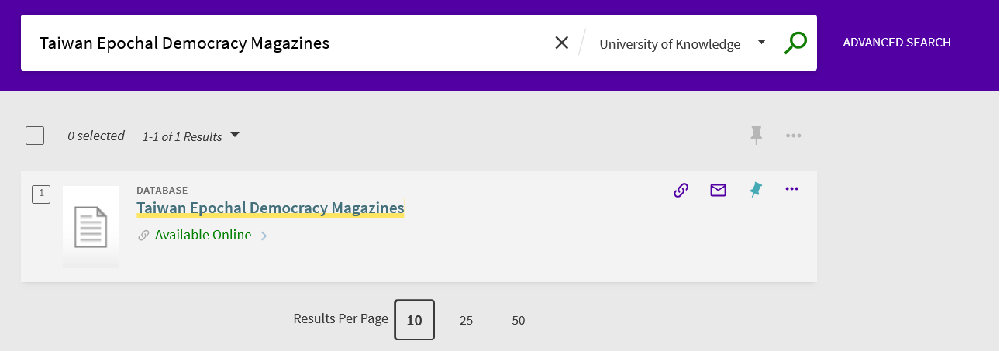 Taiwan Epochal Democracy Magazines University of Knowledge ADVANCED SEARCH
0 selected 1-1 of 1 Results
1
DATABASE
Taiwan Epochal Democracy Magazines
Available Online
Results Per Page 10 25 50